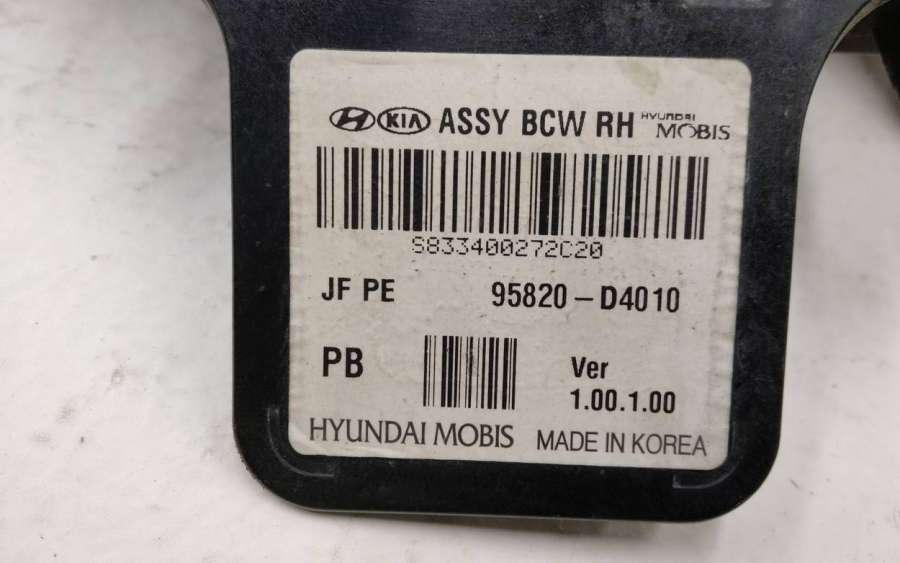 KIA ASSY BCW RH HYUNDAI MOBIS
S833400272C20
JF PE 95820-D4010
PB Ver
1.00.1.00
HYUNDAI MOBIS MADE IN KOREA